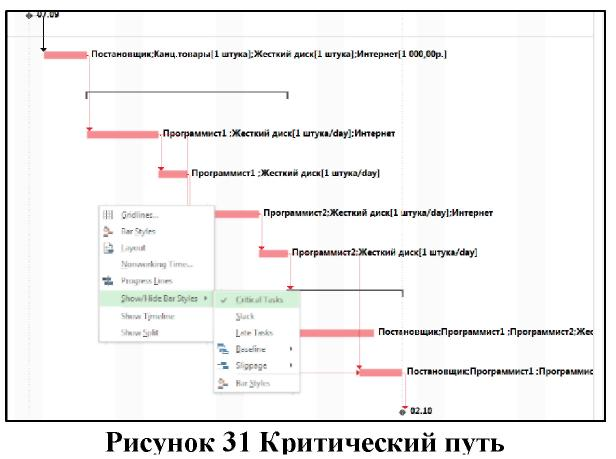 07.09
Постановщик;Канц.товары[1 штука];Жесткий диск[1 штука];Интернет[1 000,00р.]
Программист1 ;Жесткий диск[1 штука/day];Интернет
Программист1 ;Жесткий диск[1 штука/day]
Gridlines...
Программист2;Жесткий диск[1 штука/day];Интернет
Bar Styles
Layout
Программист2;Жесткий диск[1 штука/day]
Nonworking Time...
Progress Lines
Show/Hide Bar Styles
Critical Tasks
Show Timeline
Slack
Show Split
Late Tasks
Постановщик;Программист1 ;Программист2;Жес
Baseline
Slippage
Постановщик;Программист1 ;Программис
Bar Styles
02.10
Рисунок 31 Критический путь